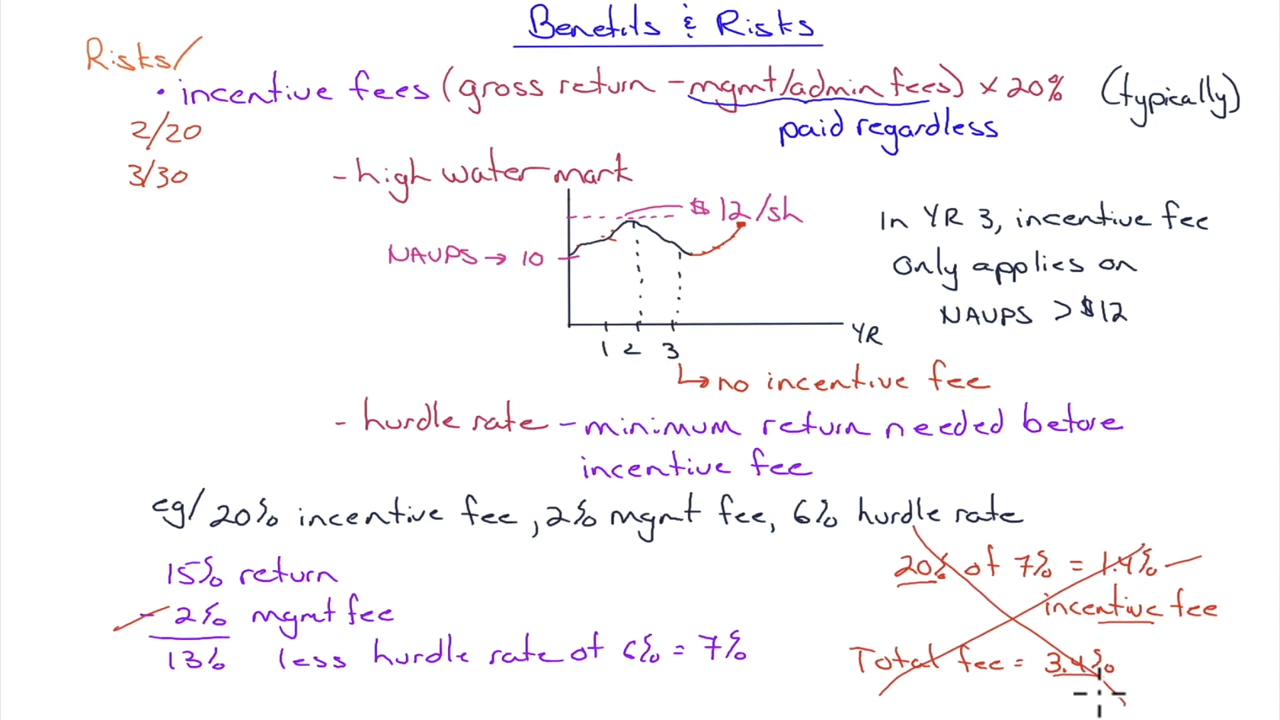 Benefits & Risks
Risks/
• incentive fees (gross return - mgmt/admin fees) × 20% (typically)
paid regardless
2/20
3/30
- high water mark
$12/sh
NAVPS → 10
1 2 3 YR
In YR 3, incentive fee
only applies on
NAVPS > $12
↳ no incentive fee
- hurdle rate - minimum return needed before
incentive fee
eg/ 20% incentive fee, 2% mgmt fee, 6% hurdle rate
15% return
- 2% mgmt fee
13% less hurdle rate of 6% = 7%
20% of 7% = 1.4% -
incentive fee
Total fee = 3.4%